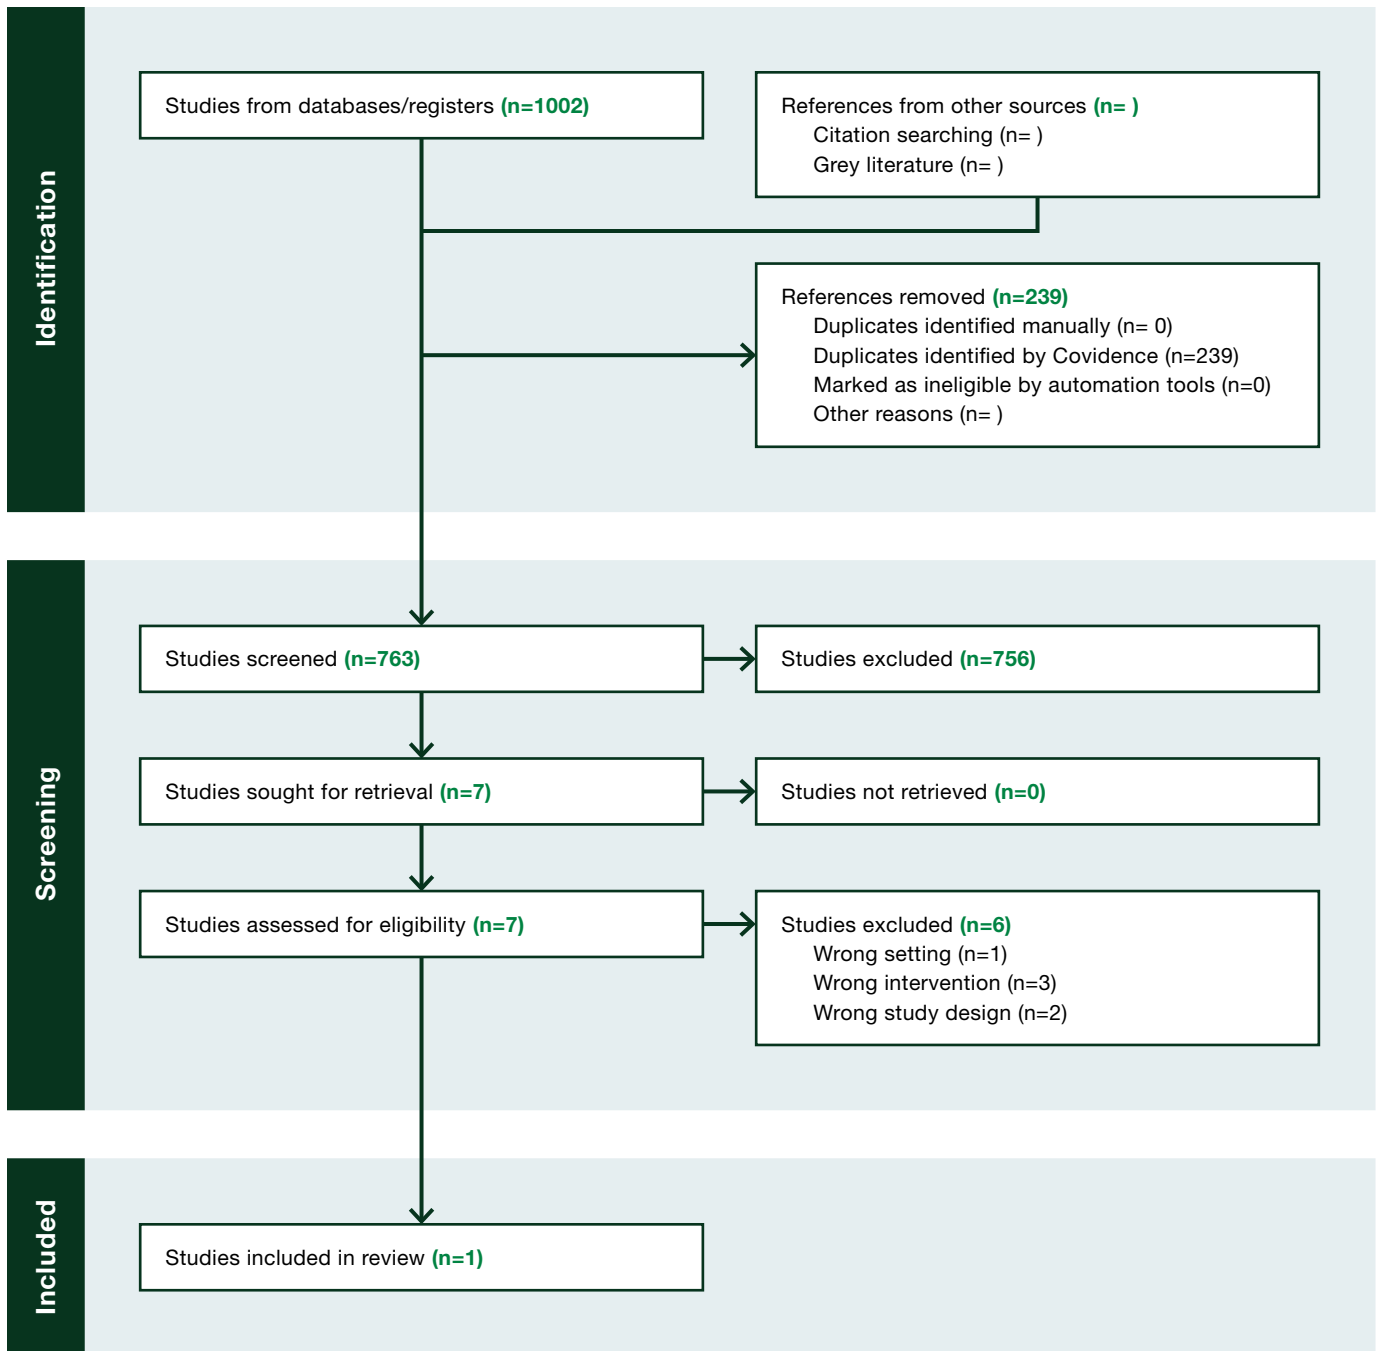 Identification
Studies from databases/registers (n=1002)
References from other sources (n= )
Citation searching (n= )
Grey literature (n= )
References removed (n=239)
Duplicates identified manually (n= 0)
Duplicates identified by Covidence (n=239)
Marked as ineligible by automation tools (n=0)
Other reasons (n= )
Screening
Studies screened (n=763)
Studies excluded (n=756)
Studies sought for retrieval (n=7)
Studies not retrieved (n=0)
Studies assessed for eligibility (n=7)
Studies excluded (n=6)
Wrong setting (n=1)
Wrong intervention (n=3)
Wrong study design (n=2)
Included
Studies included in review (n=1)